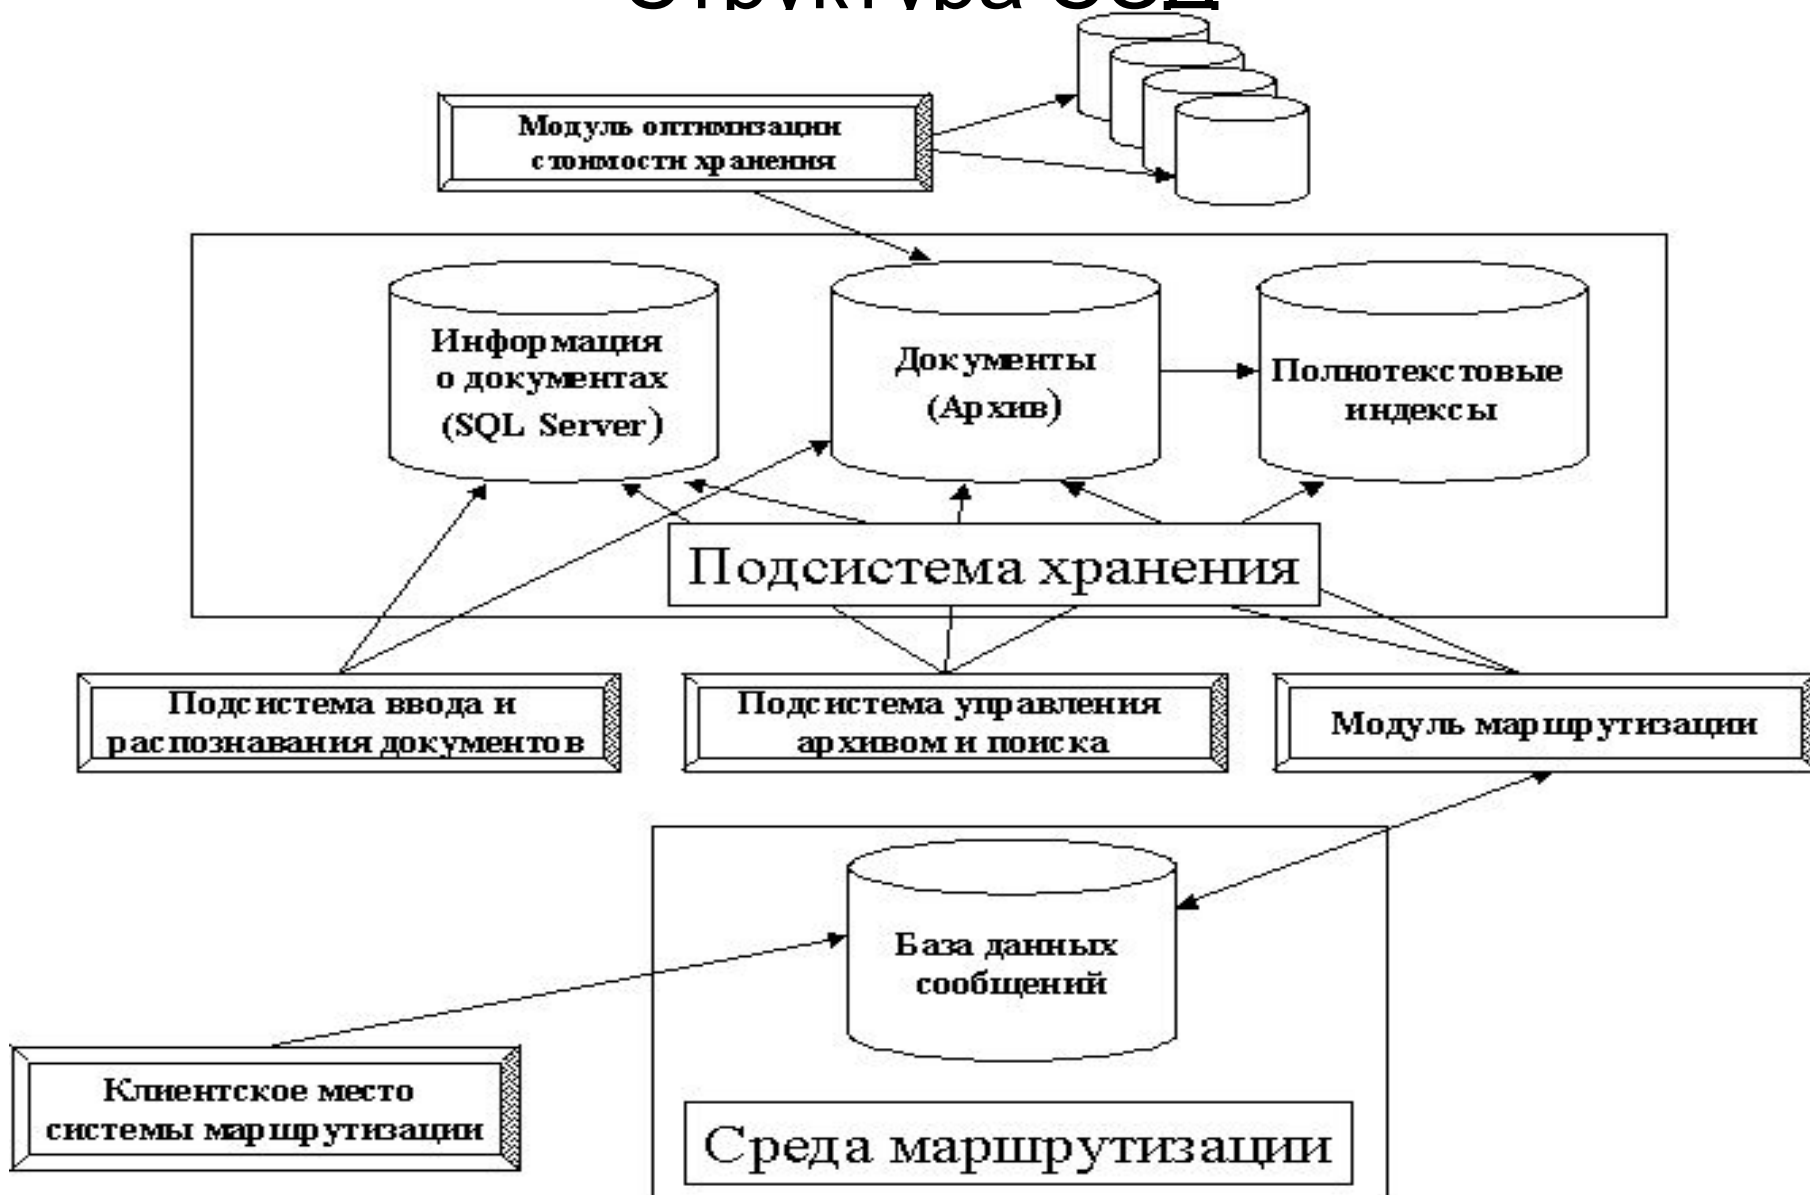 Структура
Модуль оптимизации
стоимости хранения
Информация
о документах
(SQL Server)
Документы
(Архив)
Полнотекстовые
индексы
Подсистема хранения
Подсистема ввода и
распознавания документов
Подсистема управления
архивом и поиска
Модуль маршрутизации
База данных
сообщений
Клиентское место
системы маршрутизации
Среда маршрутизации